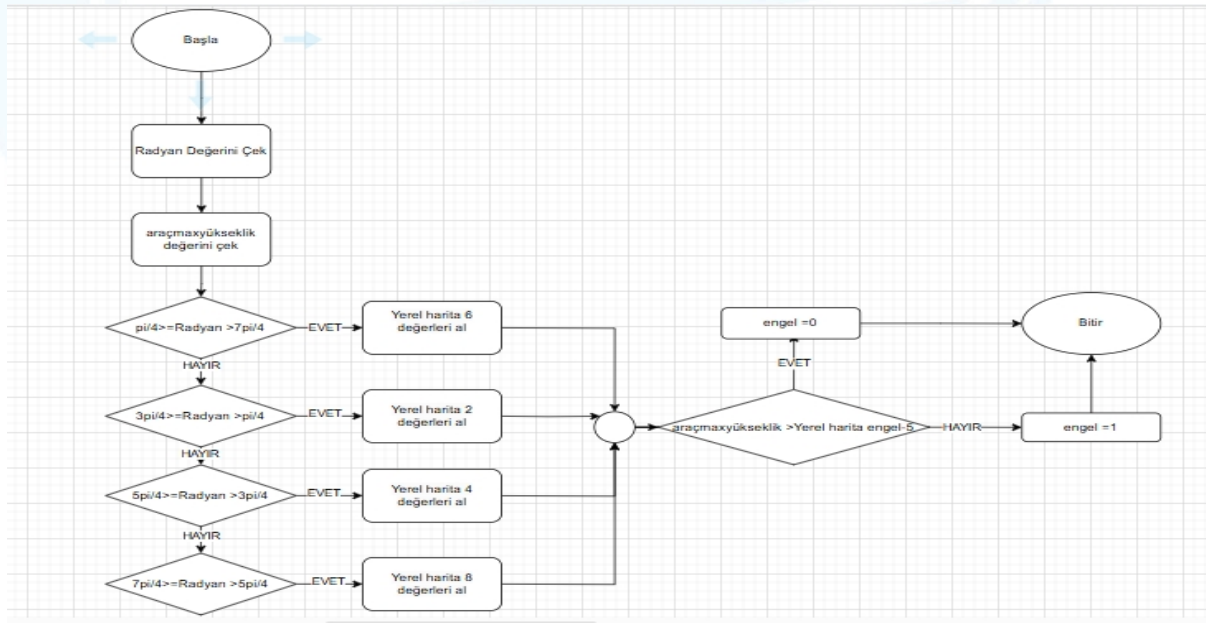 Başla
Radyan Değerini Çek
araçmaxyükseklik
değerini çek
pi/4>=Radyan >7pi/4
EVET
Yerel harita 6
değerleri al
HAYIR
3pi/4>=Radyan >pi/4
EVET
Yerel harita 2
değerleri al
HAYIR
5pi/4>=Radyan >3pi/4
EVET
Yerel harita 4
değerleri al
HAYIR
7pi/4>=Radyan >5pi/4
EVET
Yerel harita 8
değerleri al
araçmaxyükseklik >Yerel harita engel-5
EVET
engel =0
HAYIR
engel =1
Bitir